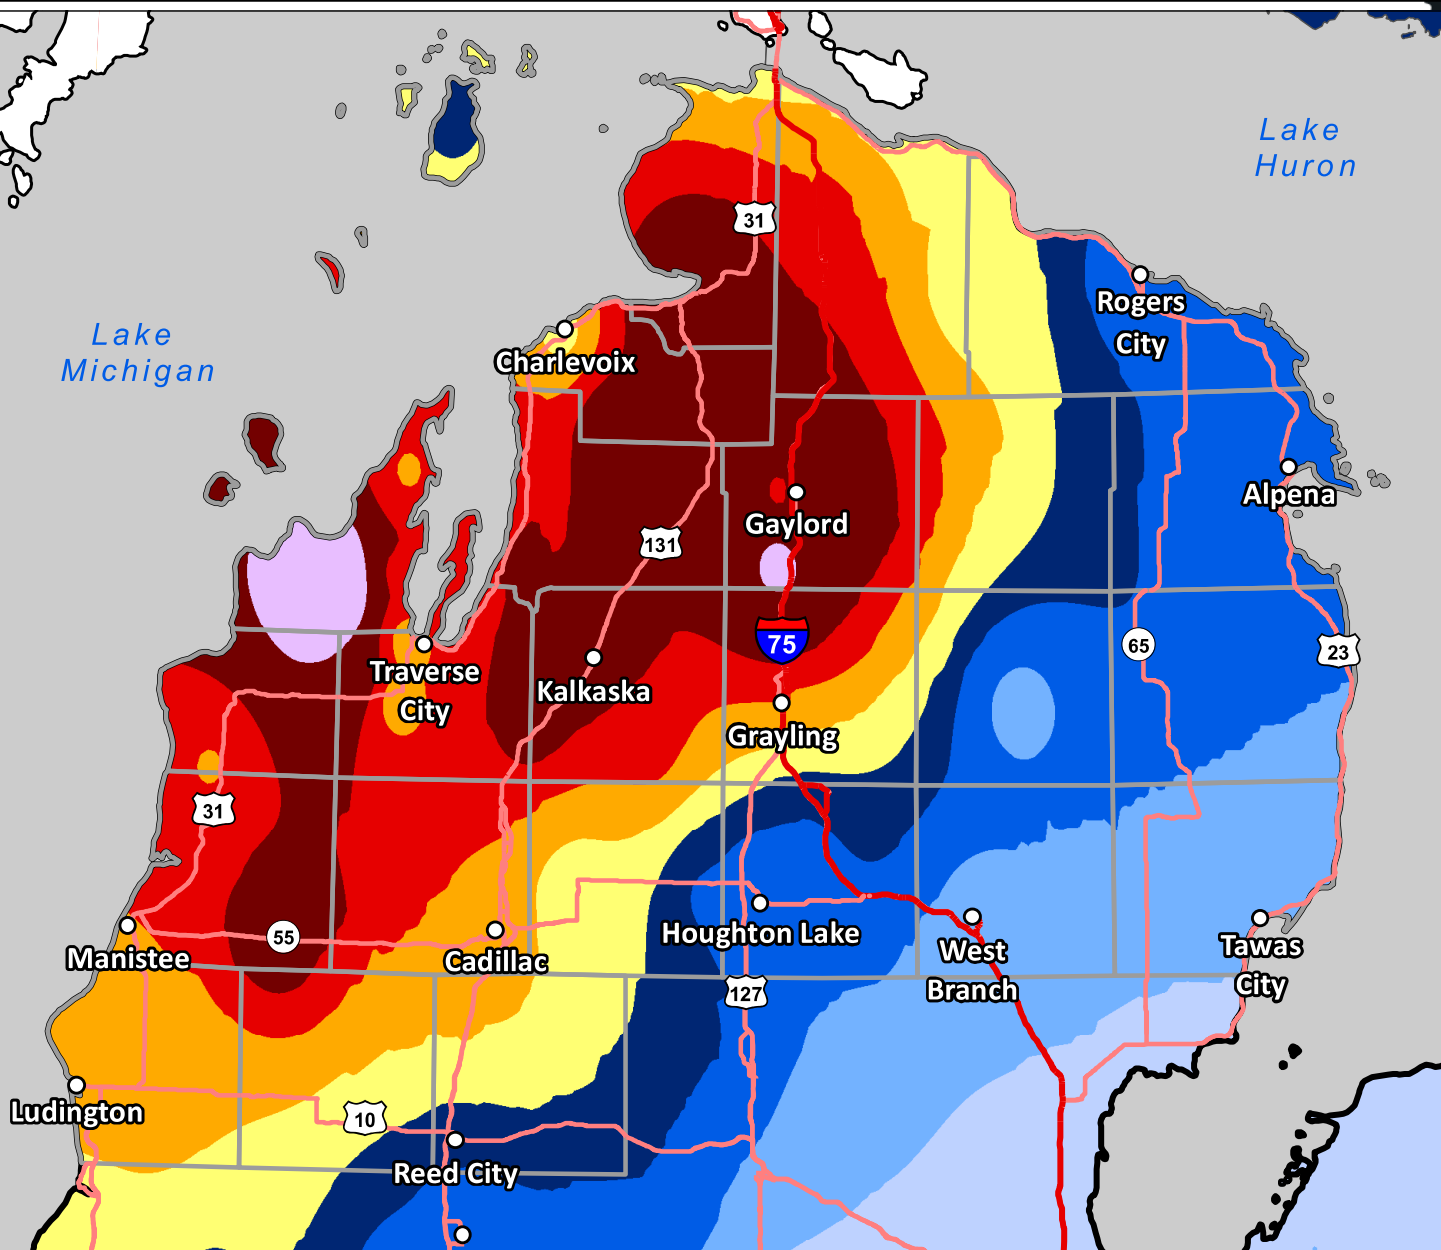 Lake
Huron
31
Rogers
City
Lake
Michigan
Charlevoix
Alpena
Gaylord
131
75
65
23
Traverse
City
Kalkaska
Grayling
31
Manistee
55
Cadillac
Houghton Lake
West
Branch
Tawas
City
127
Ludington
10
Reed City